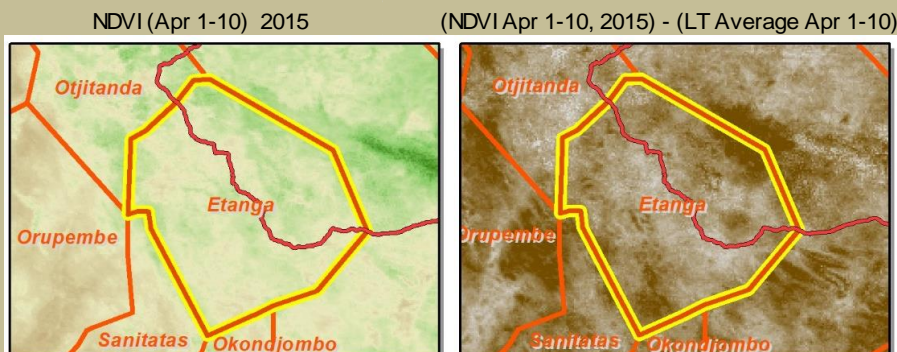 NDVI (Apr 1-10) 2015
(NDVI Apr 1-10, 2015) - (LT Average Apr 1-10)
Otjitanda
Etanga
Orupembe
Sanitatas
Okondjombo
Otjitanda
Etanga
Orupembe
Sanitatas
Okondjombo